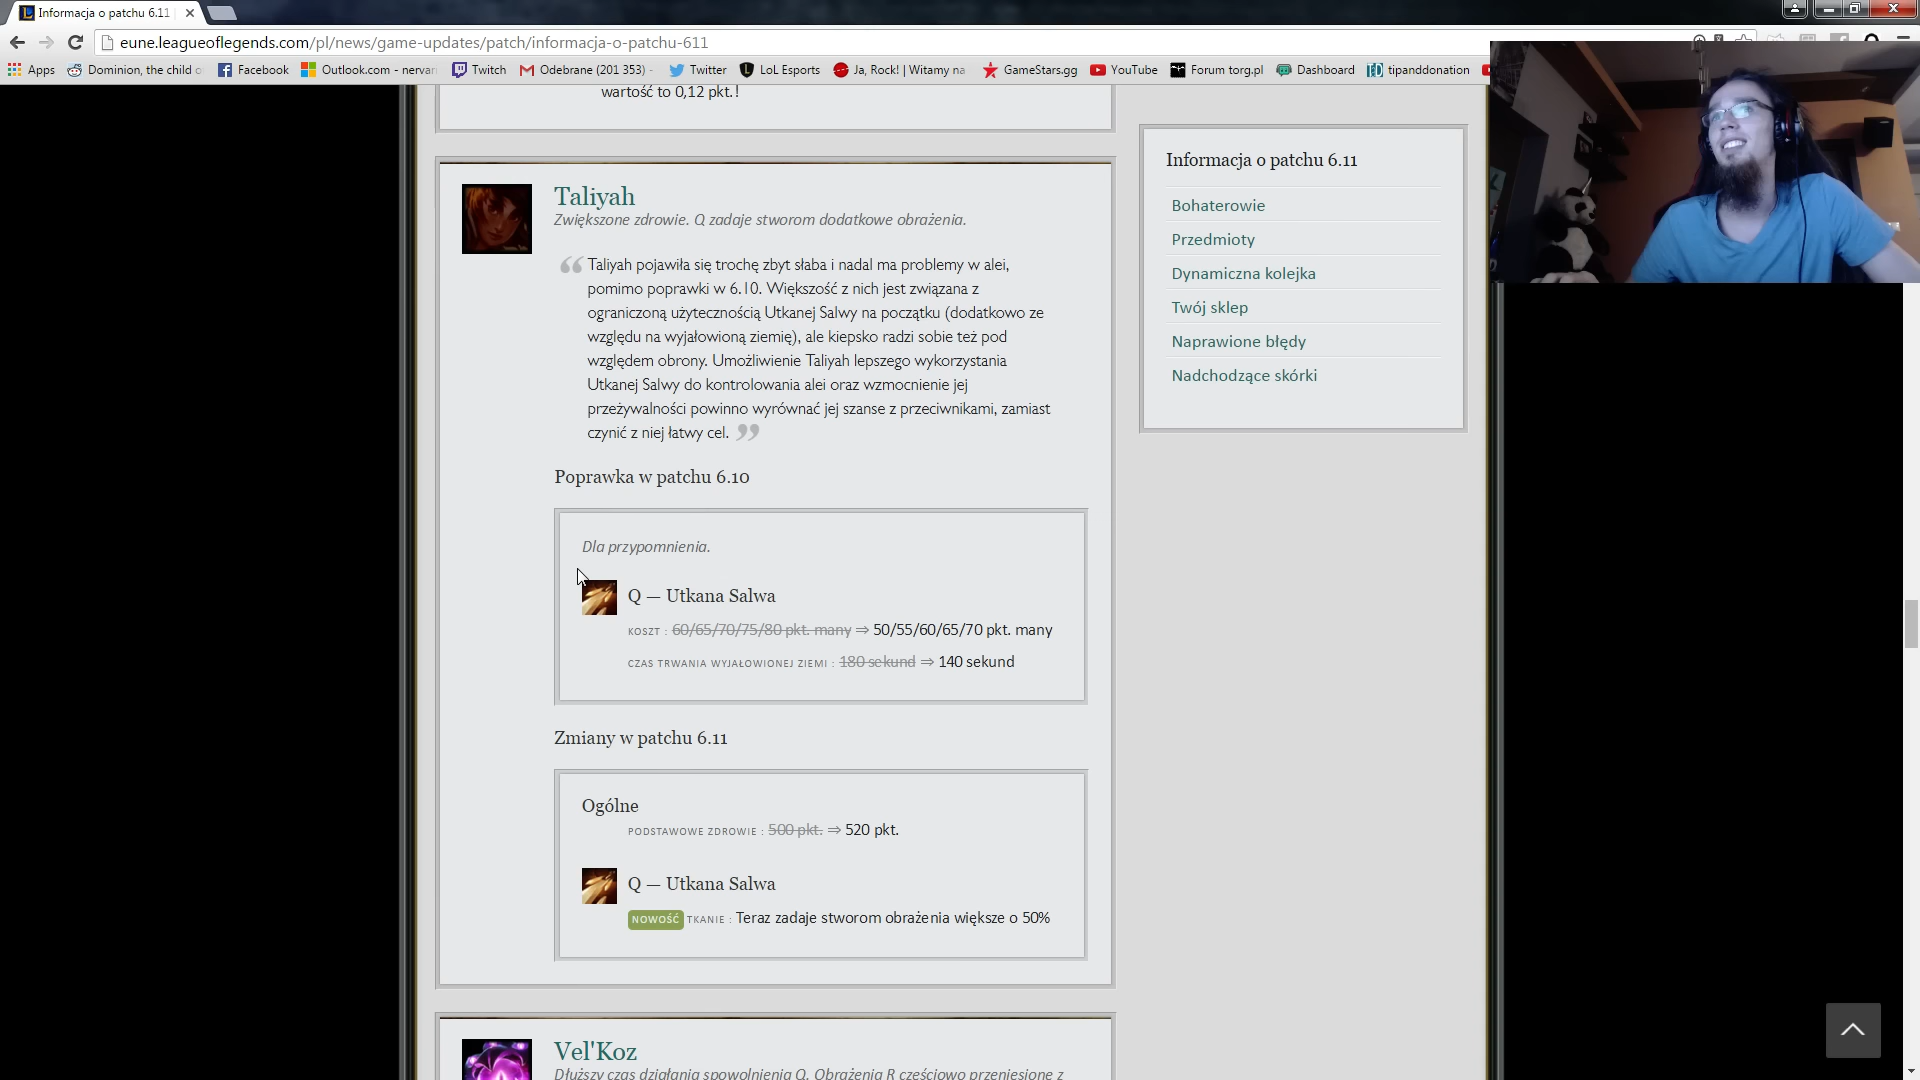 Informacja o patchu 6.11
eune.leagueoflegends.com/pl/news/game-updates/patch/informacja-o-patchu-611
Apps
Dominion, the child o
Facebook
Outlook.com - nervar
Twitch
Odebrane (201 353) -
Twitter
LoL Esports
Ja, Rock! | Witamy na
GameStars.gg
YouTube
Forum torg.pl
Dashboard
tipanddonation
wartość to 0,12 pkt.!
Taliyah
Zwiększone zdrowie. Q zadaje stworom dodatkowe obrażenia.
“ Taliyah pojawiła się trochę zbyt słaba i nadal ma problemy w alei,
pomimo poprawki w 6.10. Większość z nich jest związana z
ograniczoną użytecznością Utkanej Salwy na początku (dodatkowo ze
względu na wyjałowioną ziemię), ale kiepsko radzi sobie też pod
względem obrony. Umożliwienie Taliyah lepszego wykorzystania
Utkanej Salwy do kontrolowania alei oraz wzmocnienie jej
przeżywalności powinno wyrównać jej szanse z przeciwnikami, zamiast
czynić z niej łatwy cel. ”
Poprawka w patchu 6.10
Dla przypomnienia.
Q — Utkana Salwa
KOSZT : 60/65/70/75/80 pkt. many ⇒ 50/55/60/65/70 pkt. many
CZAS TRWANIA WYJAŁOWIONEJ ZIEMI : 180 sekund ⇒ 140 sekund
Zmiany w patchu 6.11
Ogólne
PODSTAWOWE ZDROWIE : 500 pkt. ⇒ 520 pkt.
Q — Utkana Salwa
NOWOŚĆ TKANIE : Teraz zadaje stworom obrażenia większe o 50%
Vel'Koz
Dłuższy czas działania spowolnienia Q. Obrażenia R częściowo przeniesione z
Informacja o patchu 6.11
Bohaterowie
Przedmioty
Dynamiczna kolejka
Twój sklep
Naprawione błędy
Nadchodzące skórki